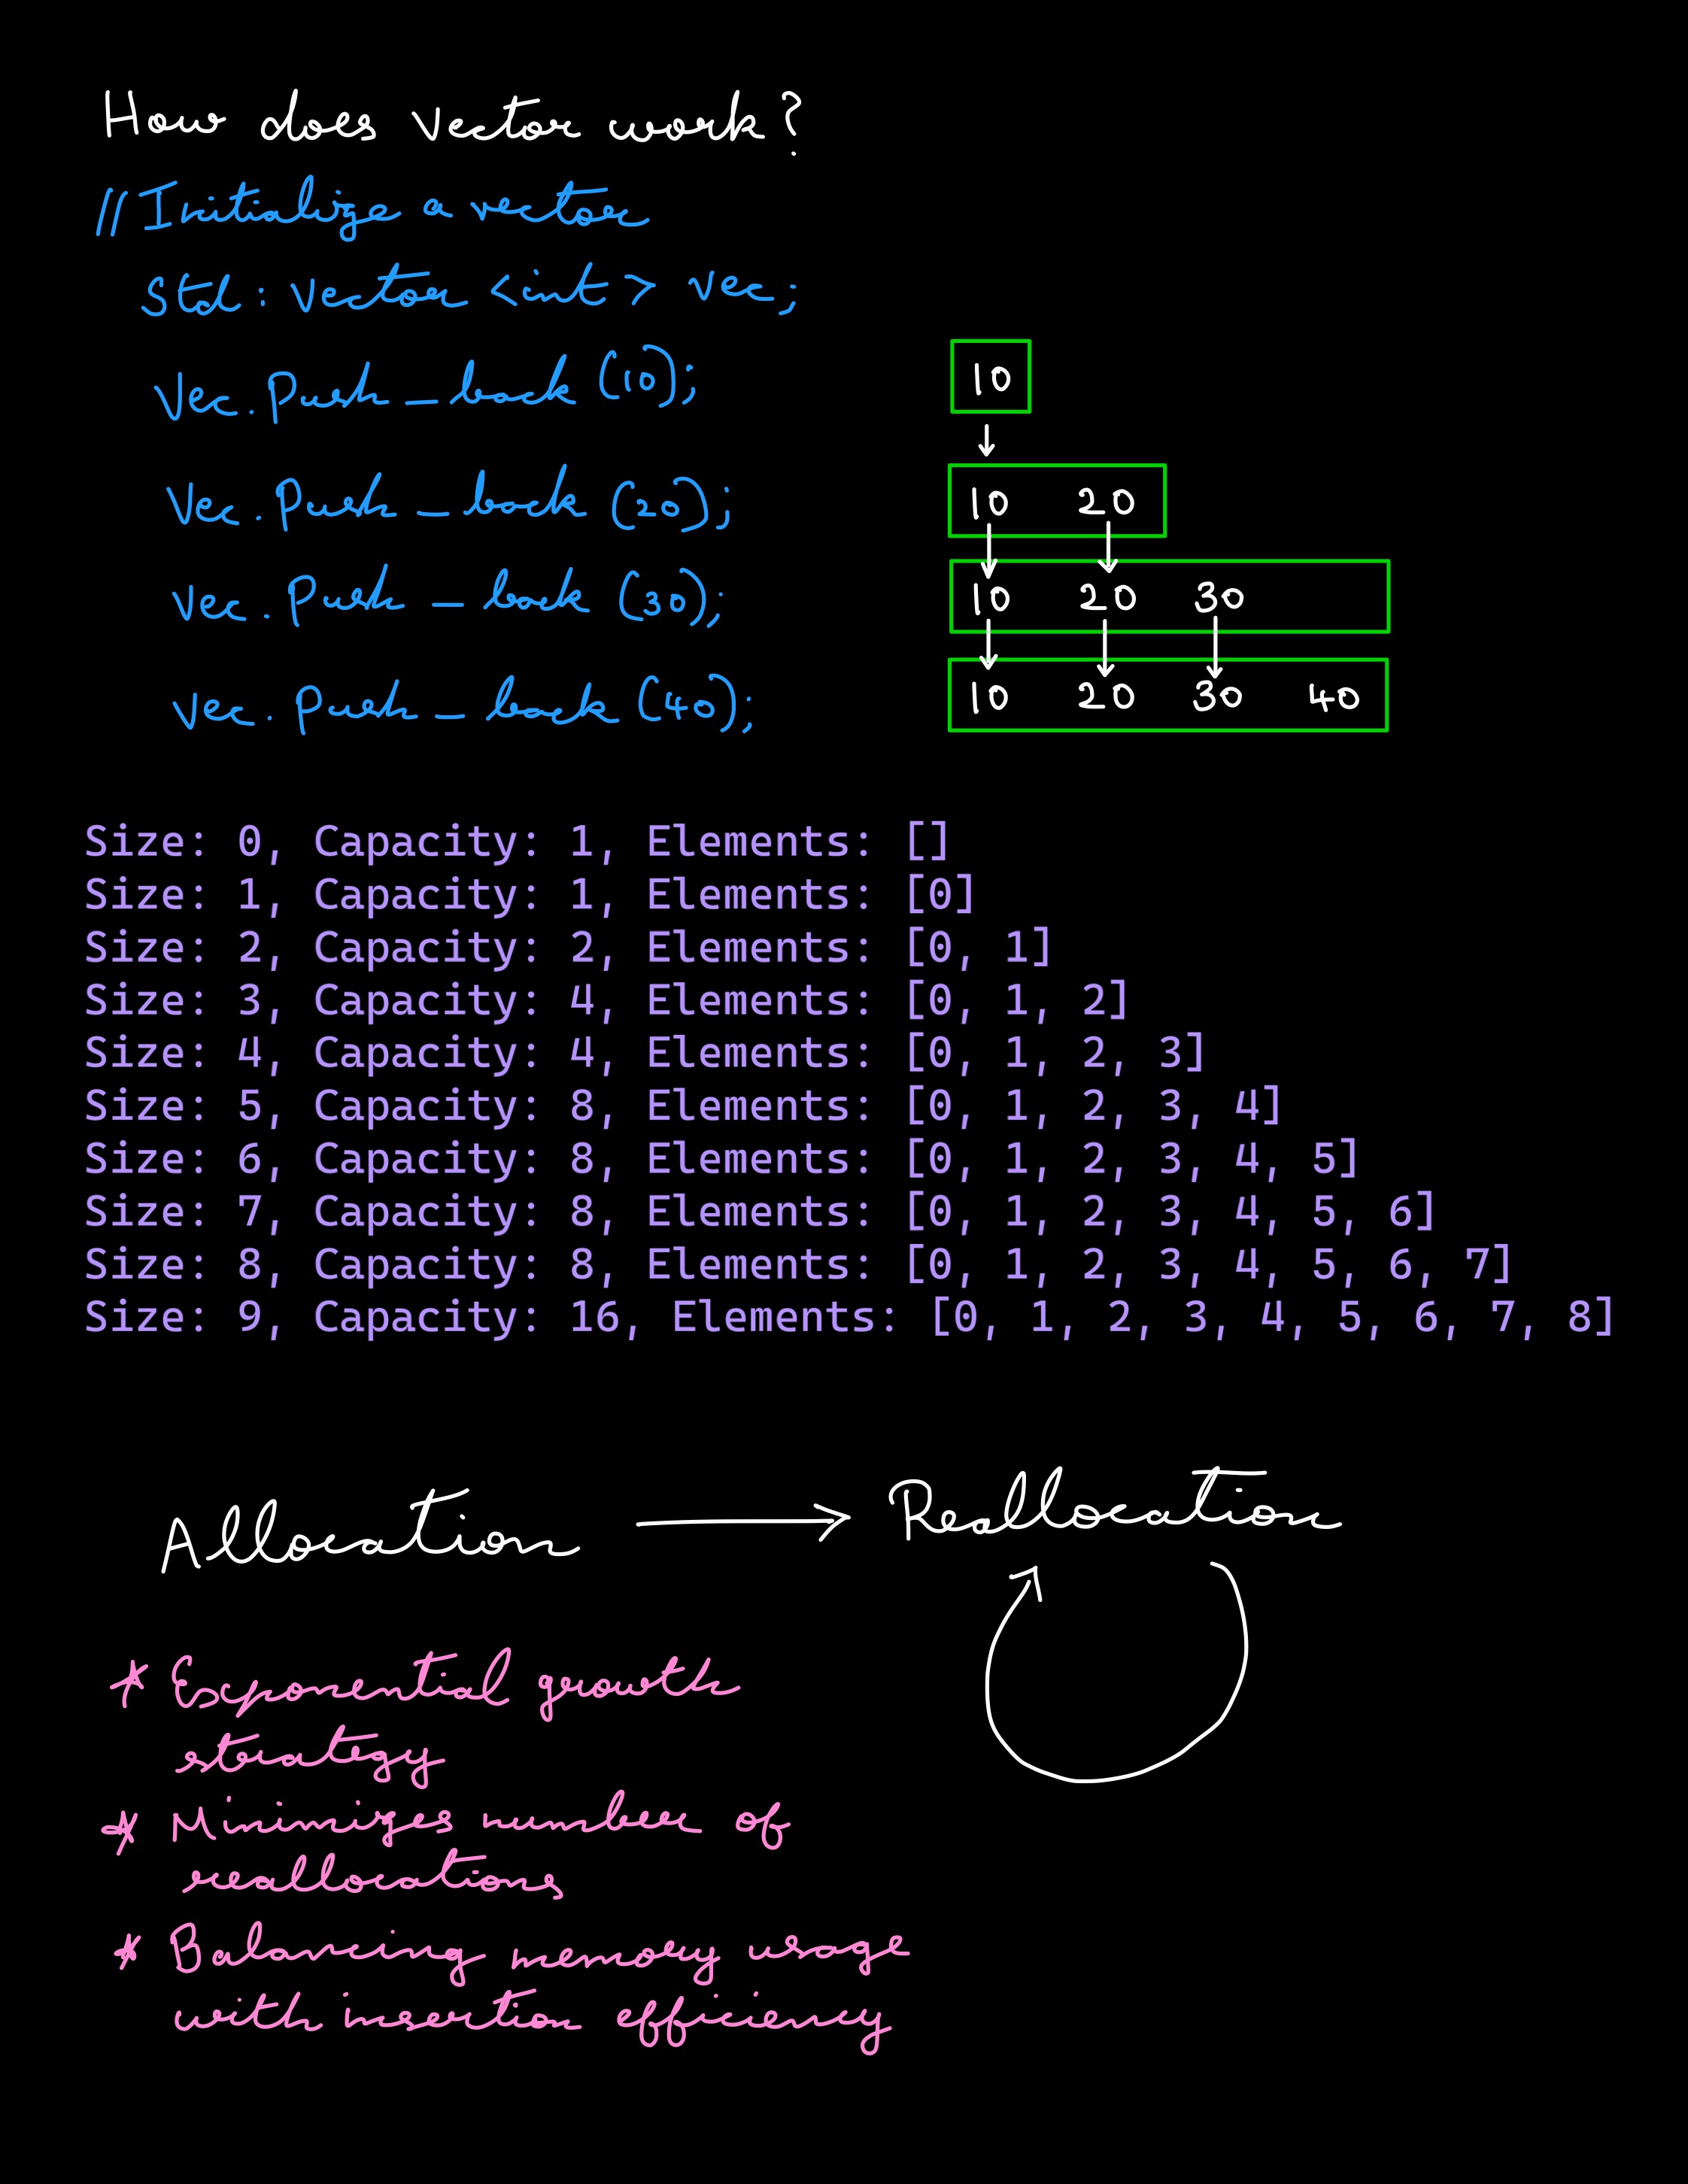 How does vector work?
// Initialize a vector
Std: vector <int> vec;
Vec. Push_back (10);
10
Vec. Push_back (20);
10 20
Vec. Push_back (30);
10 20 30
Vec. Push_back (40);
10 20 30 40
Size: 0, Capacity: 1, Elements: []
Size: 1, Capacity: 1, Elements: [0]
Size: 2, Capacity: 2, Elements: [0, 1]
Size: 3, Capacity: 4, Elements: [0, 1, 2]
Size: 4, Capacity: 4, Elements: [0, 1, 2, 3]
Size: 5, Capacity: 8, Elements: [0, 1, 2, 3, 4]
Size: 6, Capacity: 8, Elements: [0, 1, 2, 3, 4, 5]
Size: 7, Capacity: 8, Elements: [0, 1, 2, 3, 4, 5, 6]
Size: 8, Capacity: 8, Elements: [0, 1, 2, 3, 4, 5, 6, 7]
Size: 9, Capacity: 16, Elements: [0, 1, 2, 3, 4, 5, 6, 7, 8]
Allocation → Reallocation
* Exponential growth
strategy
* Minimizes number of
reallocations
* Balancing memory usage
with insertion efficiency